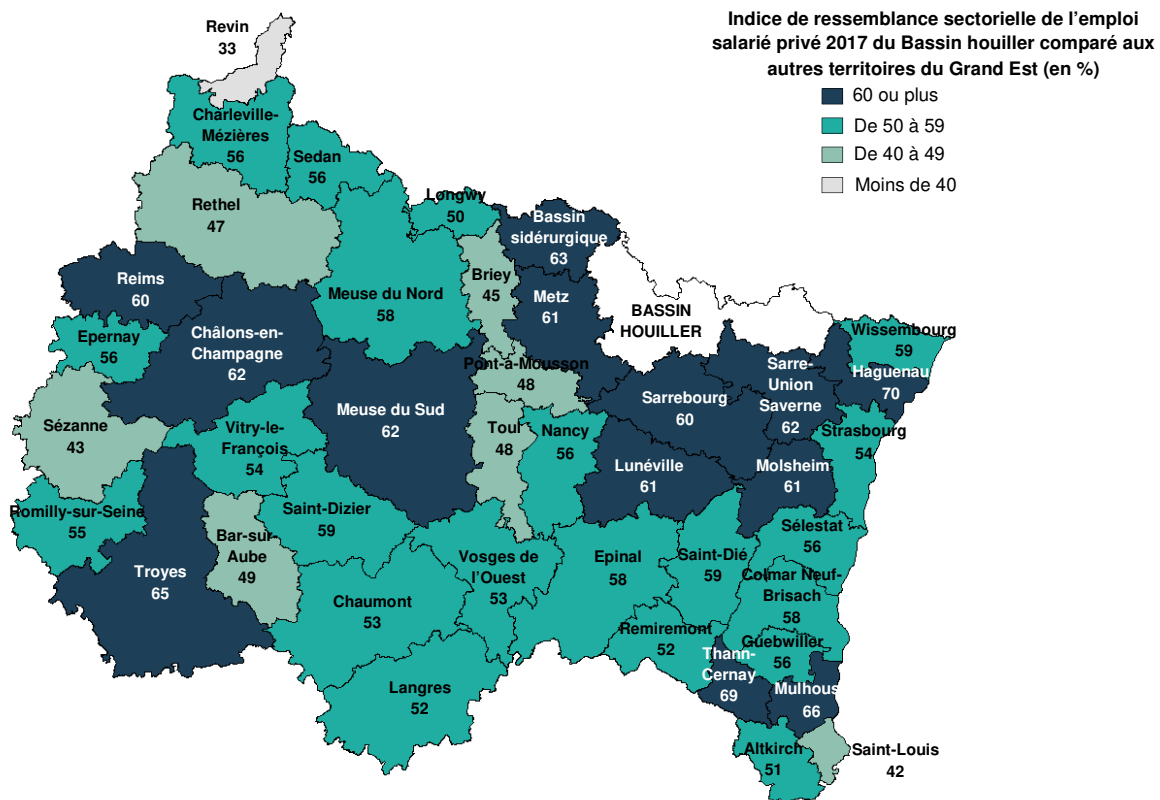 Indice de ressemblance sectorielle de l'emploi
salarié privé 2017 du Bassin houiller comparé aux
autres territoires du Grand Est (en %)
60 ou plus
De 50 à 59
De 40 à 49
Moins de 40
Revin
33
Charleville-
Mézières
56
Sedan
56
Rethel
47
Longwy
50
Bassin
sidérurgique
63
Reims
60
Briey
45
Metz
61
Meuse du Nord
58
BASSIN
HOUILLER
Châlons-en-
Champagne
62
Epernay
56
Wissembourg
59
Haguenau
70
Pont-à-Mousson
48
Sarre-
Union
Saverne
62
Sarrebourg
60
Meuse du Sud
62
Sézanne
43
Vitry-le-
François
54
Toul
48
Nancy
56
Strasbourg
54
Lunéville
61
Molsheim
61
Romilly-sur-Seine
55
Saint-Dizier
59
Bar-sur-
Aube
49
Sélestat
56
Troyes
65
Vosges de
l'Ouest
53
Epinal
58
Saint-Dié
59
Colmar Neuf-
Brisach
58
Chaumont
53
Remiremont
52
Guebwiller
56
Thann-
Cernay
69
Langres
52
Mulhous
66
Altkirch
51
Saint-Louis
42